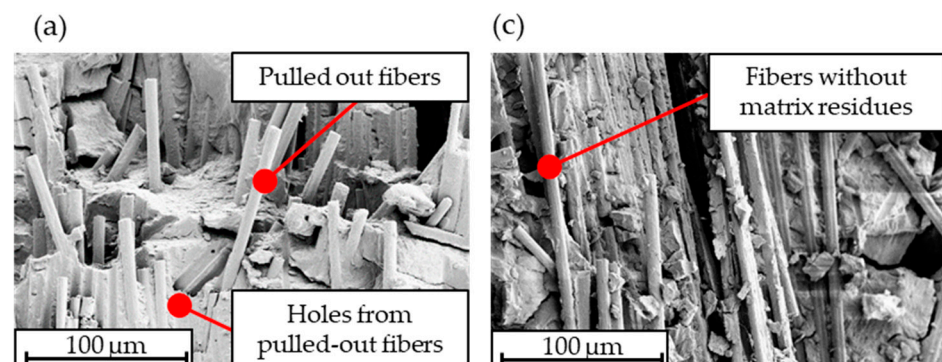 (a)
Pulled out fibers
Holes from
pulled-out fibers
100 µm
(c)
Fibers without
matrix residues
100 µm